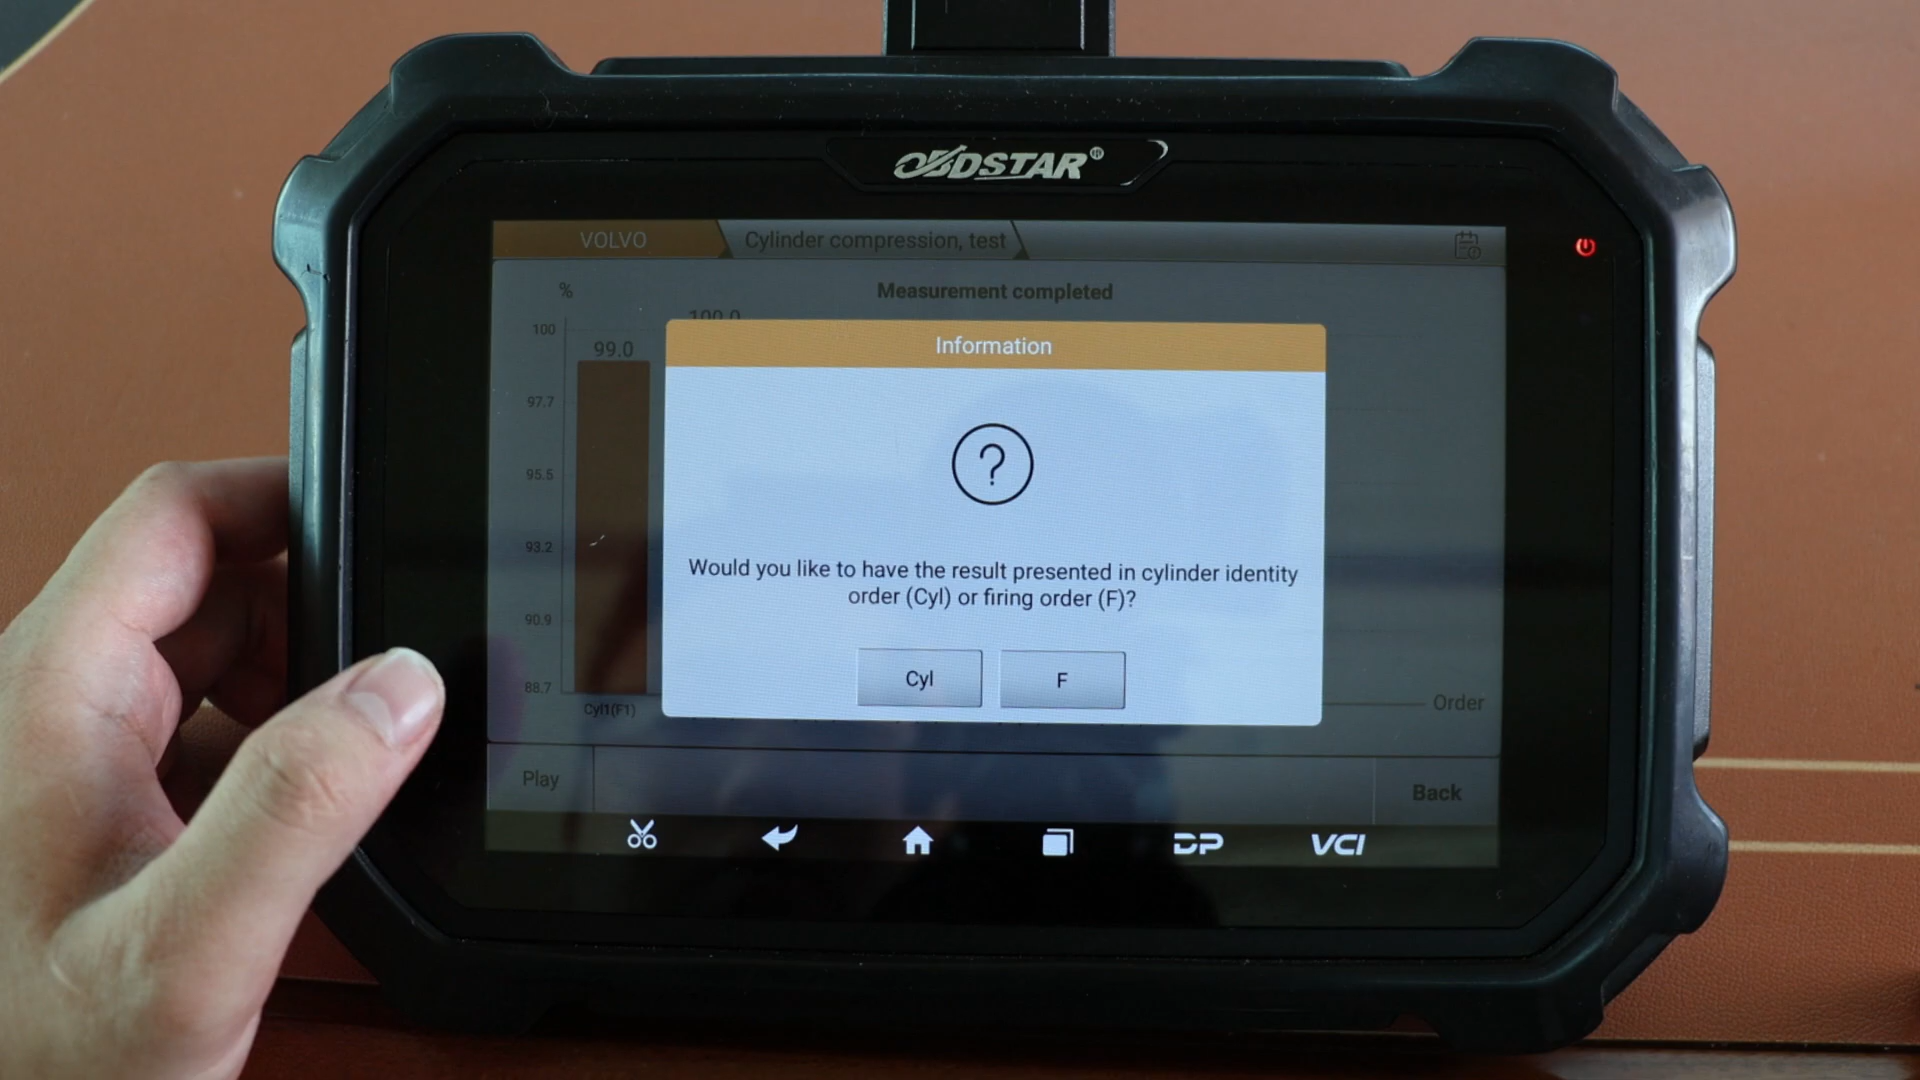 OBDSTAR®
VOLVO
Cylinder compression, test
%
Measurement completed
100
99.0
100.0
97.7
95.5
93.2
90.9
88.7
Cyl1(F1)
Order
Information
?
Would you like to have the result presented in cylinder identity
order (Cyl) or firing order (F)?
Cyl
F
Play
Back
DP
VCI